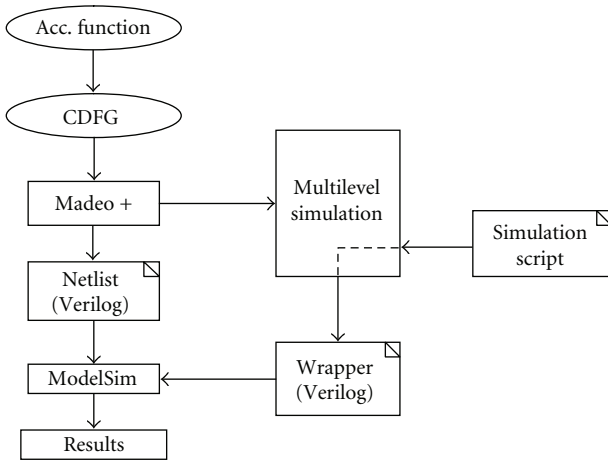 Acc. function
CDFG
Madeo +
Multilevel
simulation
Simulation
script
Netlist
(Verilog)
Wrapper
(Verilog)
ModelSim
Results